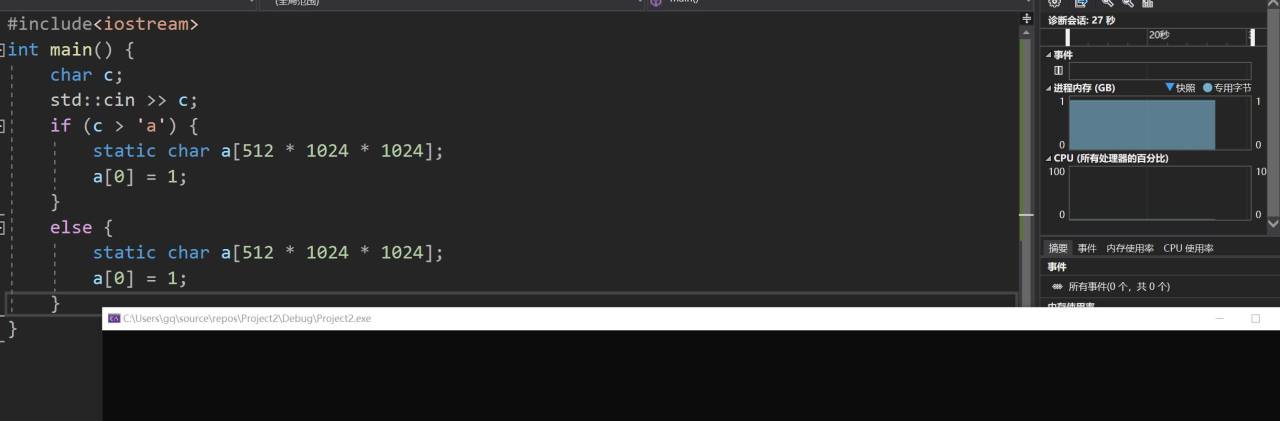 (全局范围)
main()
#include<iostream>
int main() {
char c;
std::cin >> c;
if (c > 'a') {
static char a[512 * 1024 * 1024];
a[0] = 1;
}
else {
static char a[512 * 1024 * 1024];
a[0] = 1;
}
}
诊断会话: 27 秒
20秒
事件
进程内存 (GB)
快照
专用字节
1
1
0
0
CPU (所有处理器的百分比)
100
10
0
0
摘要 事件 内存使用率 CPU 使用率
事件
所有事件(0 个，共 0 个)
内存使用率
C:\Users\gq\source\repos\Project2\Debug\Project2.exe